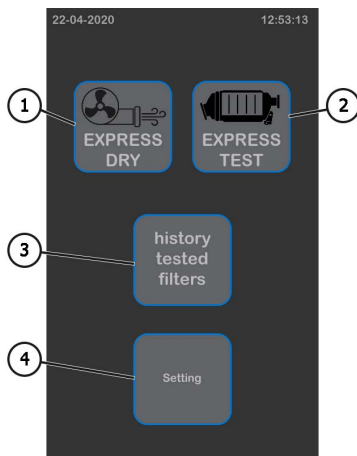 22-04-2020 12:53:13
1
2
EXPRESS
DRY
EXPRESS
TEST
3
history
tested
filters
4
Setting